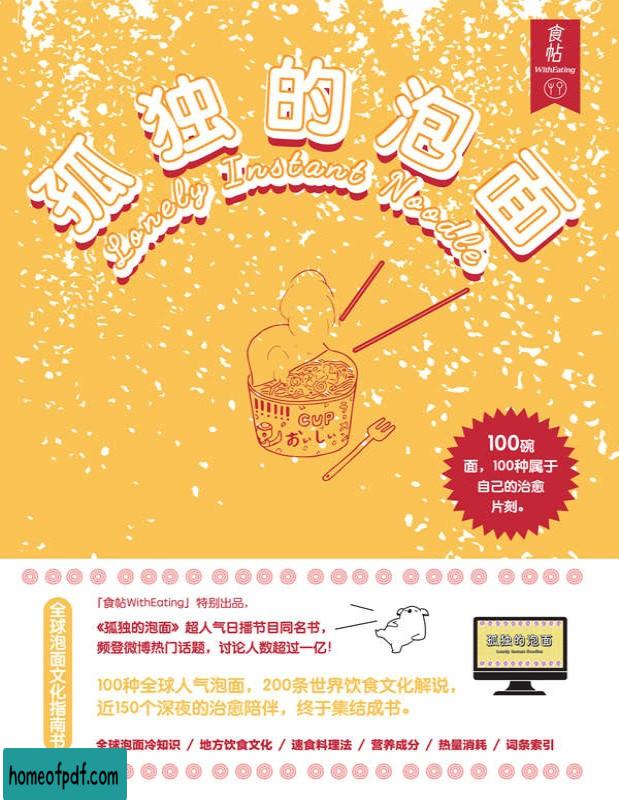 食帖
WithEating
孤独的泡面
Lonely Instant Noodle
CUP
おいしい
100碗
面，100种属于
自己的治愈
片刻。
全球泡面文化指南书
「食帖WithEating」特别出品，
《孤独的泡面》超人气日播节目同名书，
频登微博热门话题，讨论人数超过一亿！
孤独的泡面
Lonely Instant Noodles
100种全球人气泡面，200条世界饮食文化解说，
近150个深夜的治愈陪伴，终于集结成书。
全球泡面冷知识 / 地方饮食文化 / 速食料理法 / 营养成分 / 热量消耗 / 词条索引
homeofpdf.com